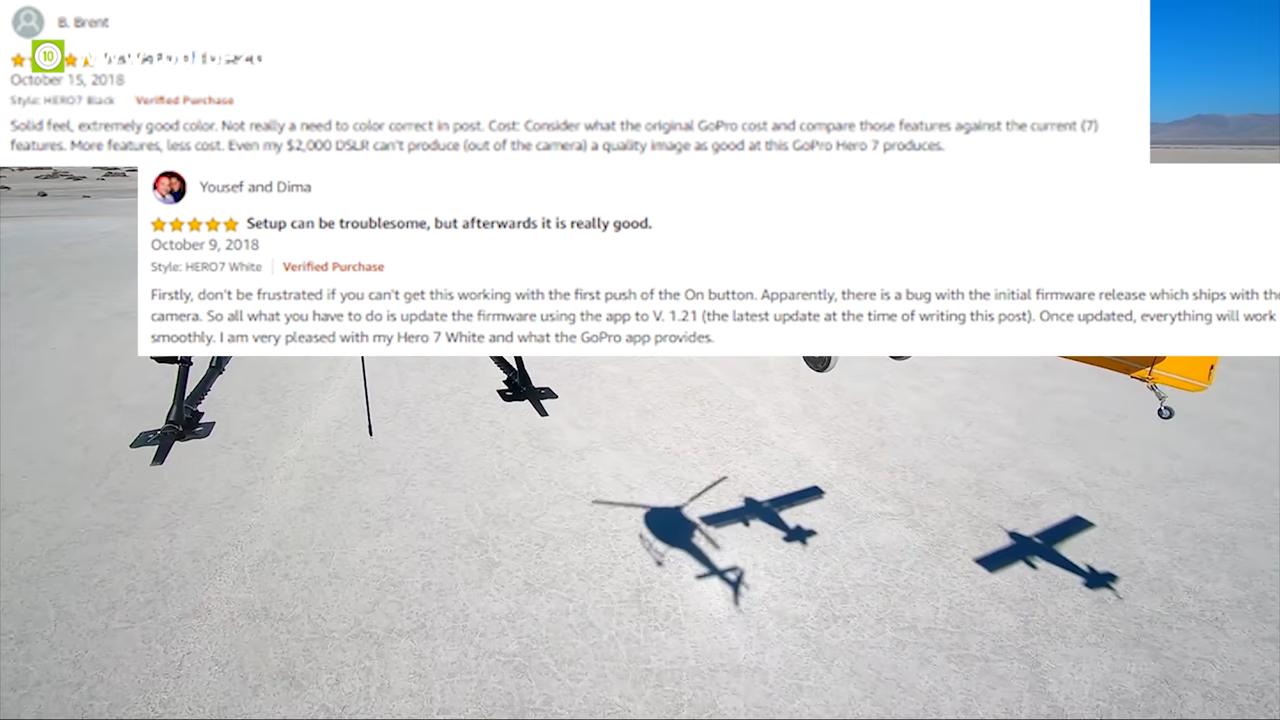 B. Brent
10
October 15, 2018
Style: HERO7 Black Verified Purchase
Solid feel, extremely good color. Not really a need to color correct in post. Cost: Consider what the original GoPro cost and compare those features against the current (7)
features. More features, less cost. Even my $2,000 DSLR can't produce (out of the camera) a quality image as good at this GoPro Hero 7 produces.
Yousef and Dima
Setup can be troublesome, but afterwards it is really good.
October 9, 2018
Style: HERO7 White Verified Purchase
Firstly, don't be frustrated if you can't get this working with the first push of the On button. Apparently, there is a bug with the initial firmware release which ships with the
camera. So all what you have to do is update the firmware using the app to V. 1.21 (the latest update at the time of writing this post). Once updated, everything will work
smoothly. I am very pleased with my Hero 7 White and what the GoPro app provides.